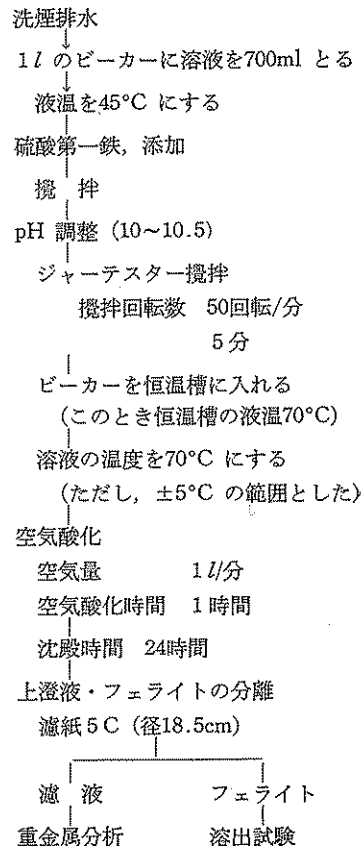 洗煙排水
1lのビーカーに溶液を700ml とる
液温を45°C にする
硫酸第一鉄，添加
攪 拌
pH 調整 (10～10.5)
ジャーテスター攪拌
攪拌回転数 50回転/分
5分
ビーカーを恒温槽に入れる
(このとき恒温槽の液温70°C)
溶液の温度を70°C にする
(ただし，±5°C の範囲とした)
空気酸化
空気量 1l/分
空気酸化時間 1時間
沈殿時間 24時間
上澄液・フェライトの分離
濾紙5C (径18.5cm)
濾 液 フェライト
重金属分析 溶出試験